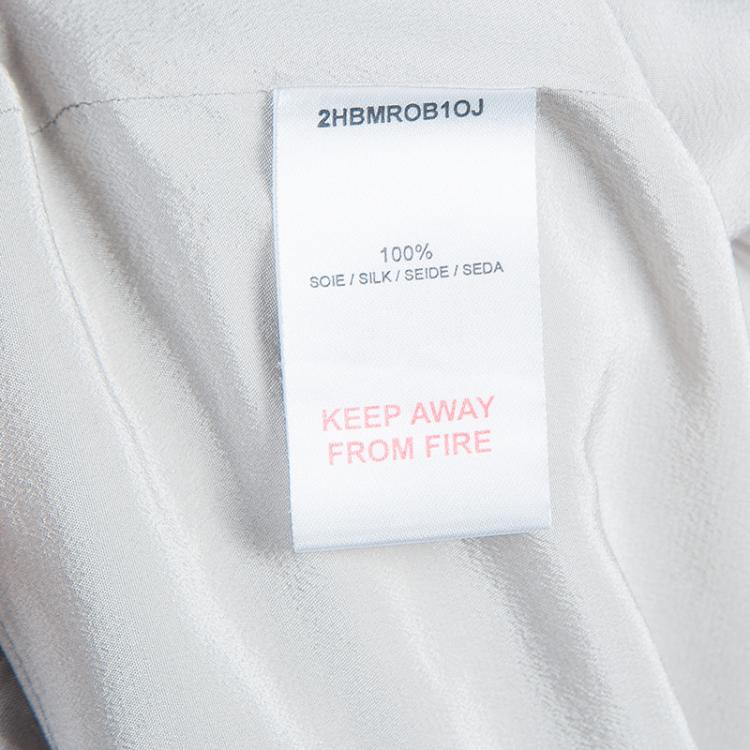 2HBMROB1OJ
100%
SOIE / SILK / SEIDE / SEDA
KEEP AWAY
FROM FIRE